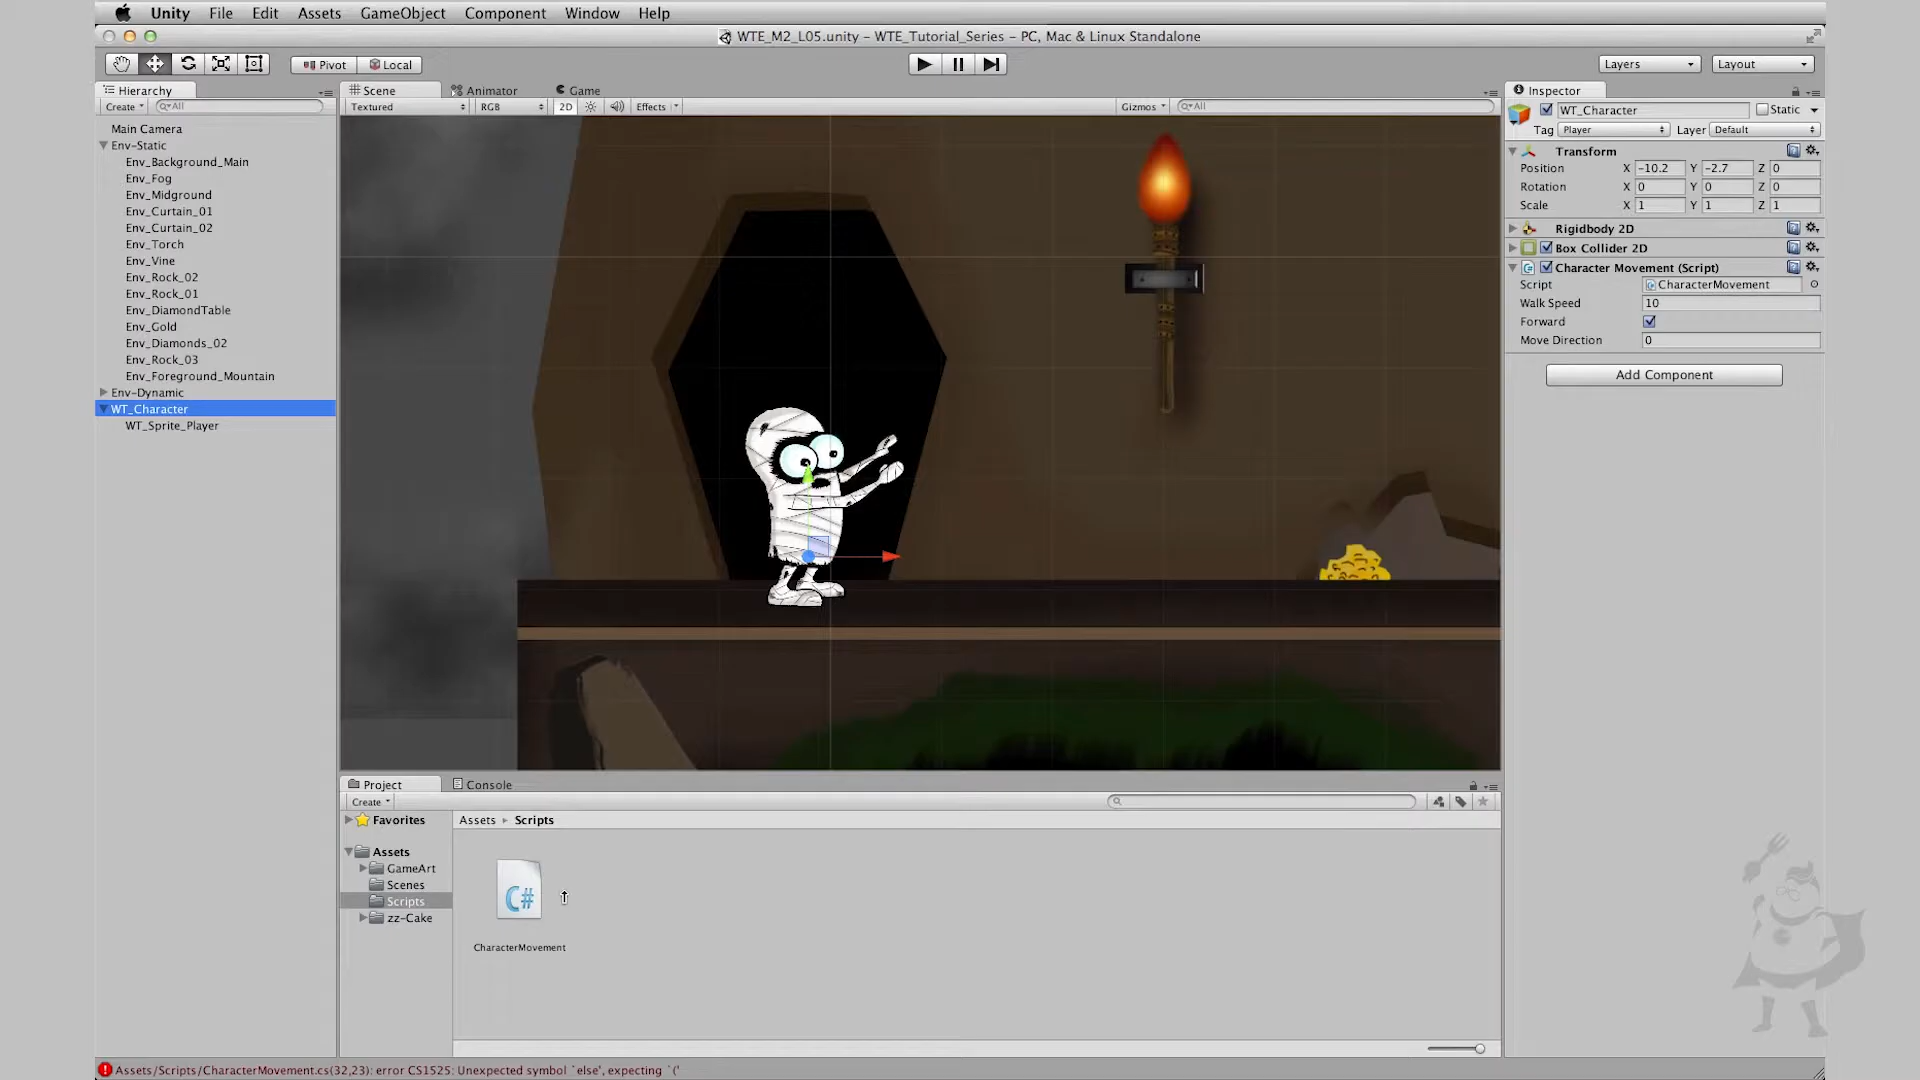 Unity File Edit Assets GameObject Component Window Help
WTE_M2_L05.unity - WTE_Tutorial_Series - PC, Mac & Linux Standalone
Pivot Local
Layers Layout
Hierarchy
Create All
Main Camera
Env-Static
Env_Background_Main
Env_Fog
Env_Midground
Env_Curtain_01
Env_Curtain_02
Env_Torch
Env_Vine
Env_Rock_02
Env_Rock_01
Env_DiamondTable
Env_Gold
Env_Diamonds_02
Env_Rock_03
Env_Foreground_Mountain
Env-Dynamic
WT_Character
WT_Sprite_Player
Scene Animator Game
Textured RGB 2D Effects Gizmos All
Inspector
WT_Character Static
Tag Player Layer Default
Transform
Position X -10.2 Y -2.7 Z 0
Rotation X 0 Y 0 Z 0
Scale X 1 Y 1 Z 1
Rigidbody 2D
Box Collider 2D
Character Movement (Script)
Script CharacterMovement
Walk Speed 10
Forward
Move Direction 0
Add Component
Project Console
Create
Favorites
Assets
GameArt
Scenes
Scripts
zz-Cake
Assets Scripts
C#
CharacterMovement
Assets/Scripts/CharacterMovement.cs(32,23): error CS1525: Unexpected symbol `else', expecting `('